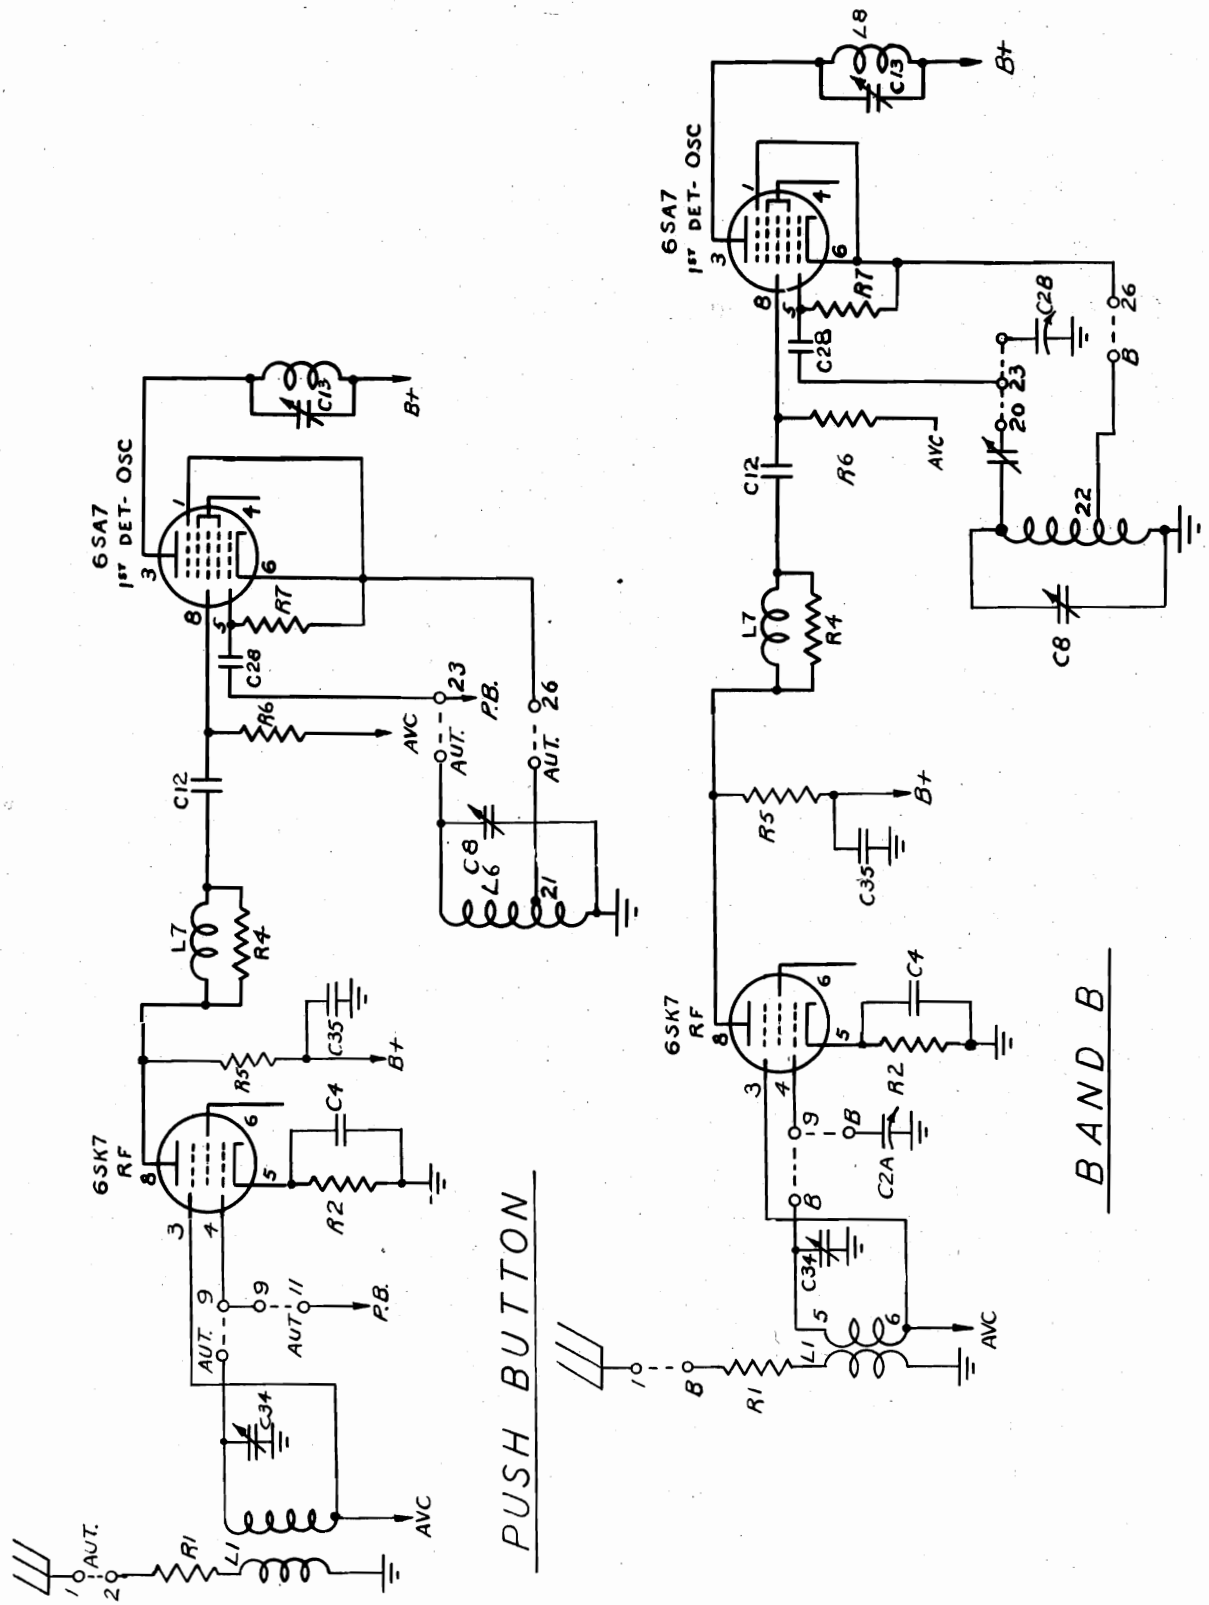 PUSH BUTTON
1
AUT.
2
R1
L1
AVC
C34
AUT.
9
9
AUT
11
P.B.
6SK7
RF
8
3
4
5
6
R2
C4
R5
C35
B+
L7
R4
C12
R6
AVC
6SA7
1ST DET-OSC
3
8
5
1
4
6
R7
C28
23
P.B.
AUT.
26
AUT.
C8
L6
21
C13
B+
BAND B
1
B
R1
L1
5
6
AVC
C34
B
9
B
C2A
6SK7
RF
8
3
4
5
6
R2
C4
R5
C35
B+
L7
R4
C12
R6
AVC
6SA7
1ST DET-OSC
3
8
5
1
4
6
R7
C28
20
23
C2B
B
26
22
C8
L8
C13
B+